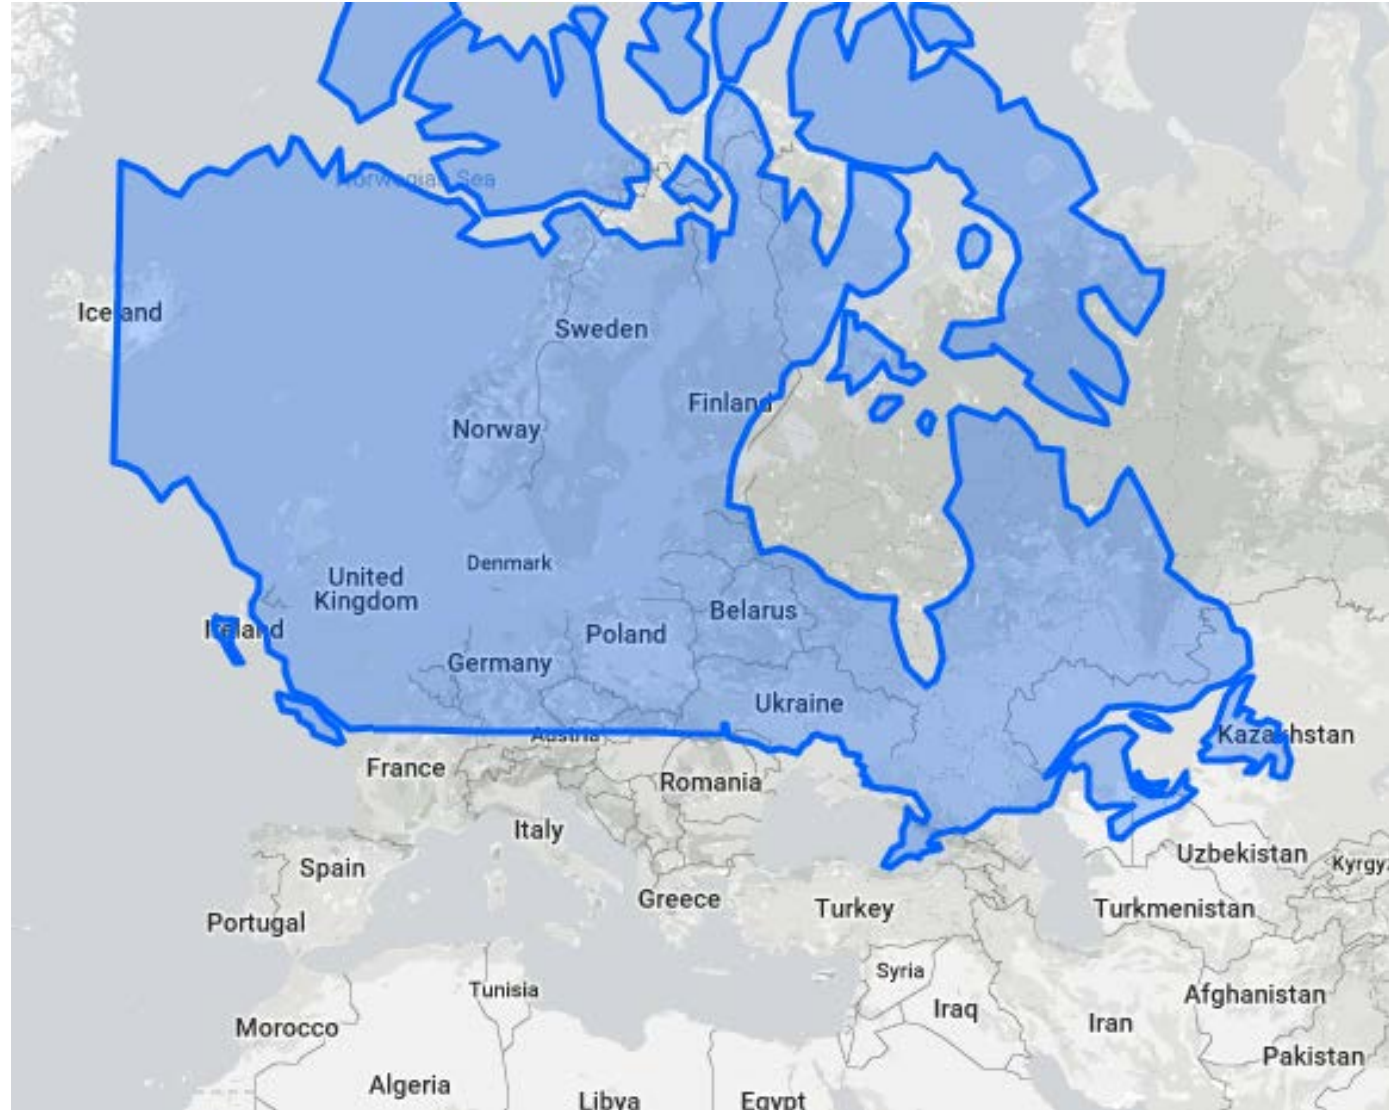 Norwegian Sea
Iceland
Sweden
Finland
Norway
Denmark
United
Kingdom
Belarus
Ireland
Poland
Germany
Ukraine
Austria
Kazakhstan
France
Romania
Italy
Uzbekistan
Kyrgy
Spain
Greece
Turkey
Turkmenistan
Portugal
Syria
Tunisia
Afghanistan
Iraq
Iran
Morocco
Pakistan
Algeria
Libya
Egypt